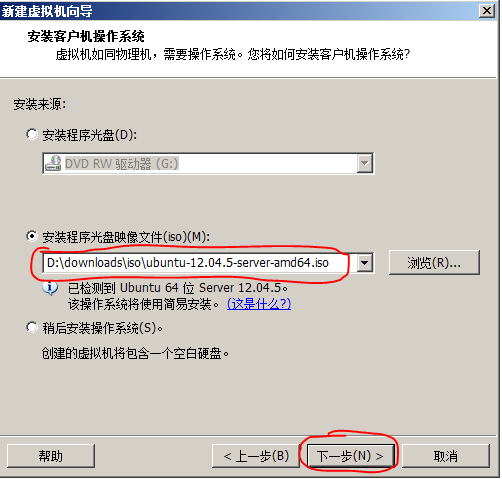 新建虚拟机向导
安装客户机操作系统
虚拟机如同物理机，需要操作系统。您将如何安装客户机操作系统?
安装来源:
安装程序光盘(D):
DVD RW 驱动器 (G:)
安装程序光盘映像文件(iso)(M):
D:\downloads\iso\ubuntu-12.04.5-server-amd64.iso
浏览(R)...
已检测到 Ubuntu 64 位 Server 12.04.5。
该操作系统将使用简易安装。 (这是什么?)
稍后安装操作系统(S)。
创建的虚拟机将包含一个空白硬盘。
帮助 < 上一步(B) 下一步(N) > 取消